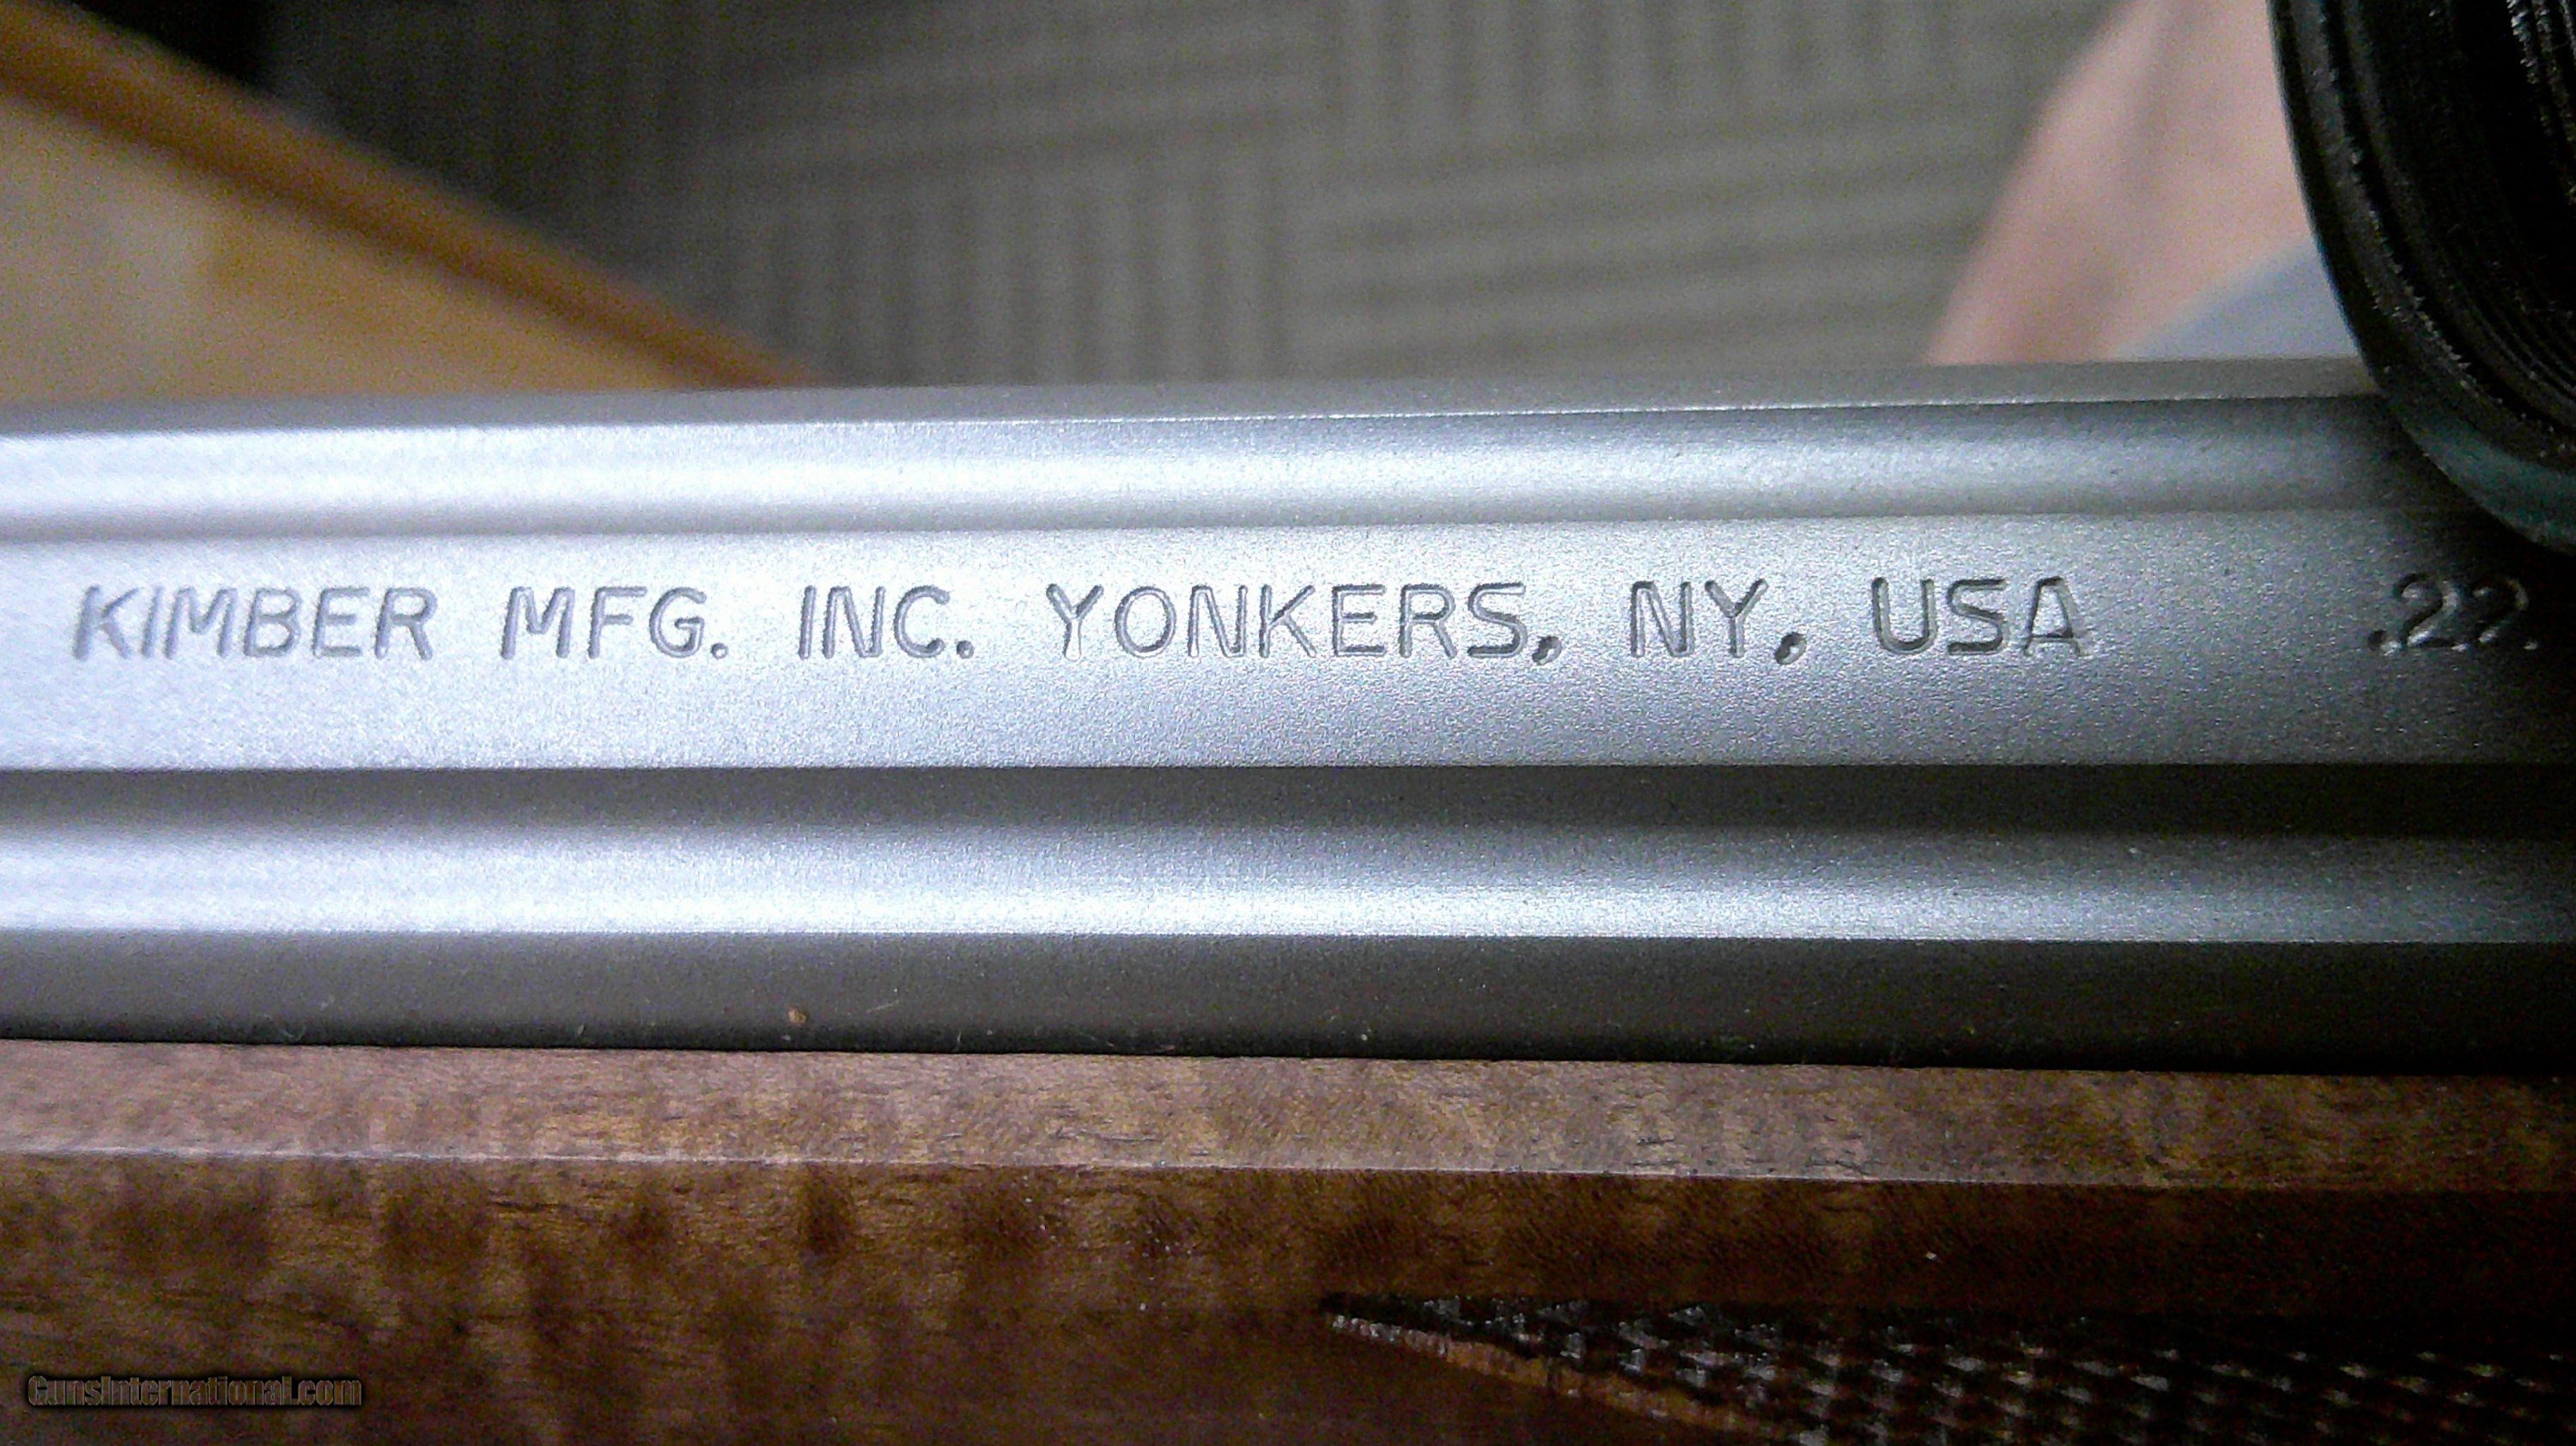 KIMBER MFG. INC. YONKERS, NY, USA .22
GunsInternational.com